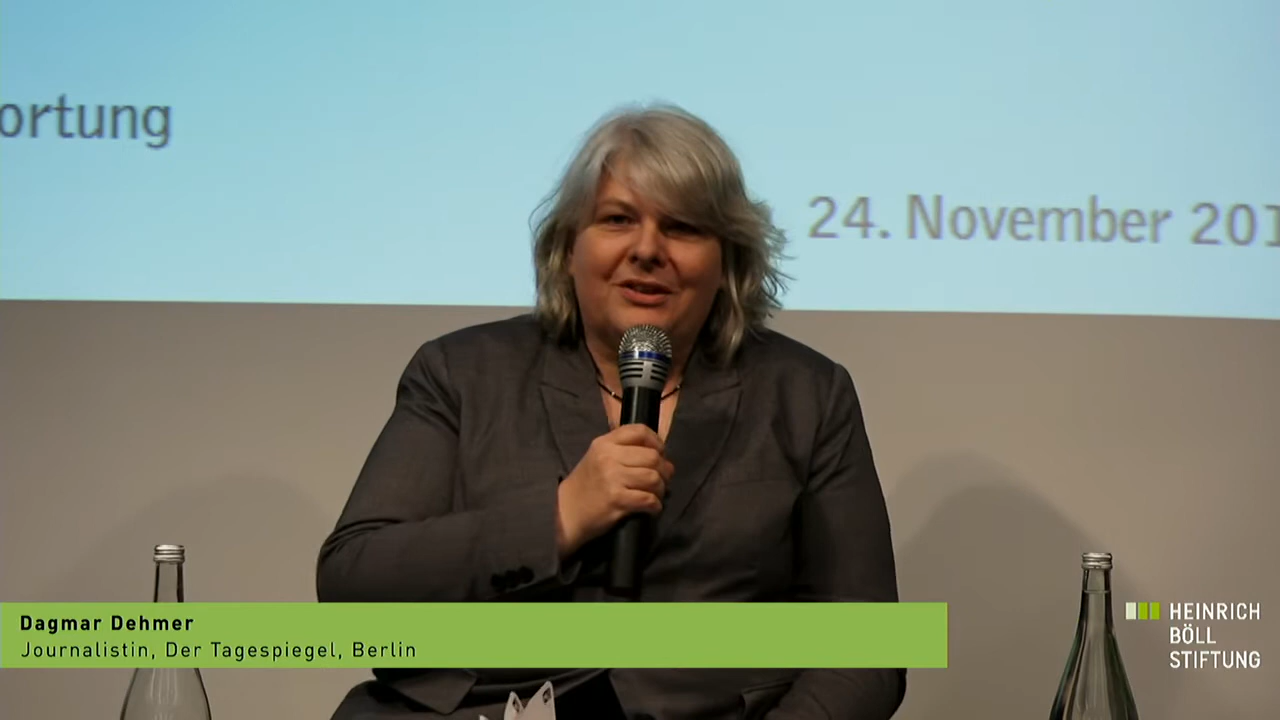 ortung
24. November 201
Dagmar Dehmer
Journalistin, Der Tagespiegel, Berlin
HEINRICH
BÖLL
STIFTUNG